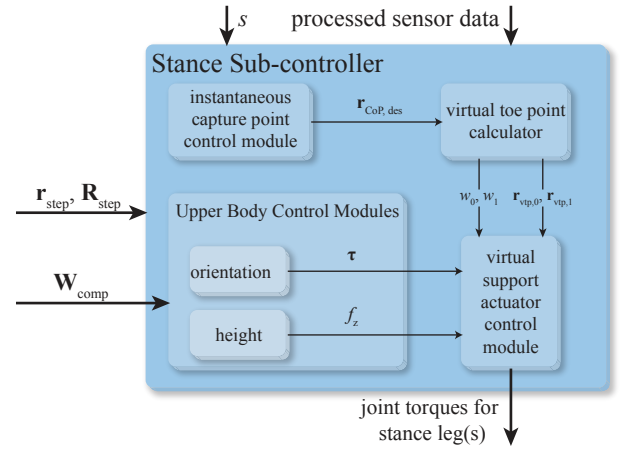 s
processed sensor data
Stance Sub-controller
instantaneous
capture point
control module
r_CoP, des
virtual toe point
calculator
r_step, R_step
w_0, w_1
r_vtp,0, r_vtp,1
Upper Body Control Modules
orientation
τ
virtual
support
actuator
control
module
W_comp
height
f_z
joint torques for
stance leg(s)